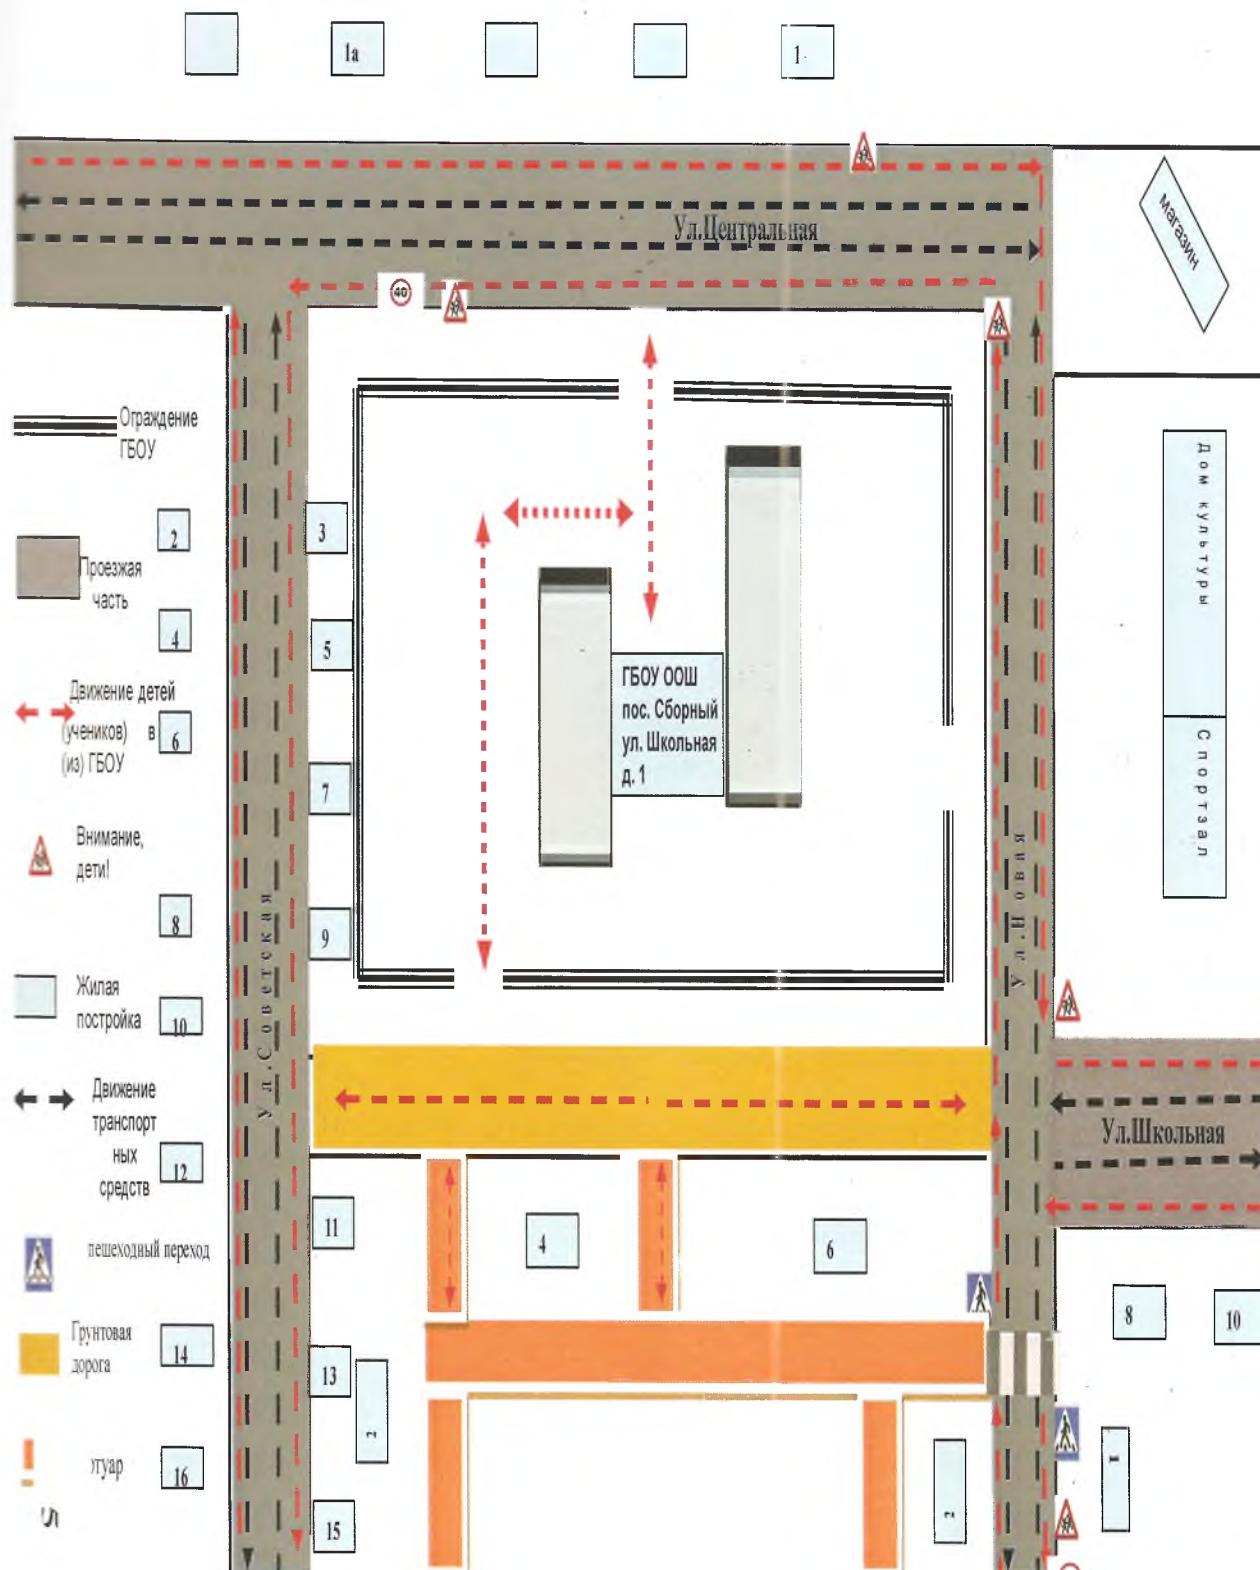 1а
1
Ул.Центральная
магазин
40
Ограждение
ГБОУ
2
3
Проезжая
часть
4
5
Дом культуры
Движение детей
(учеников) в
(из) ГБОУ
6
ГБОУ ООШ
пос. Сборный
ул. Школьная
д. 1
Спортзал
7
Внимание,
дети!
8
9
Ул.Советская
Ул.Новая
Жилая
постройка
10
Движение
транспорт
ных
средств
12
Ул.Школьная
11
4
6
пешеходный переход
8
10
Грунтовая
дорога
14
13
2
туар
16
15
2
1